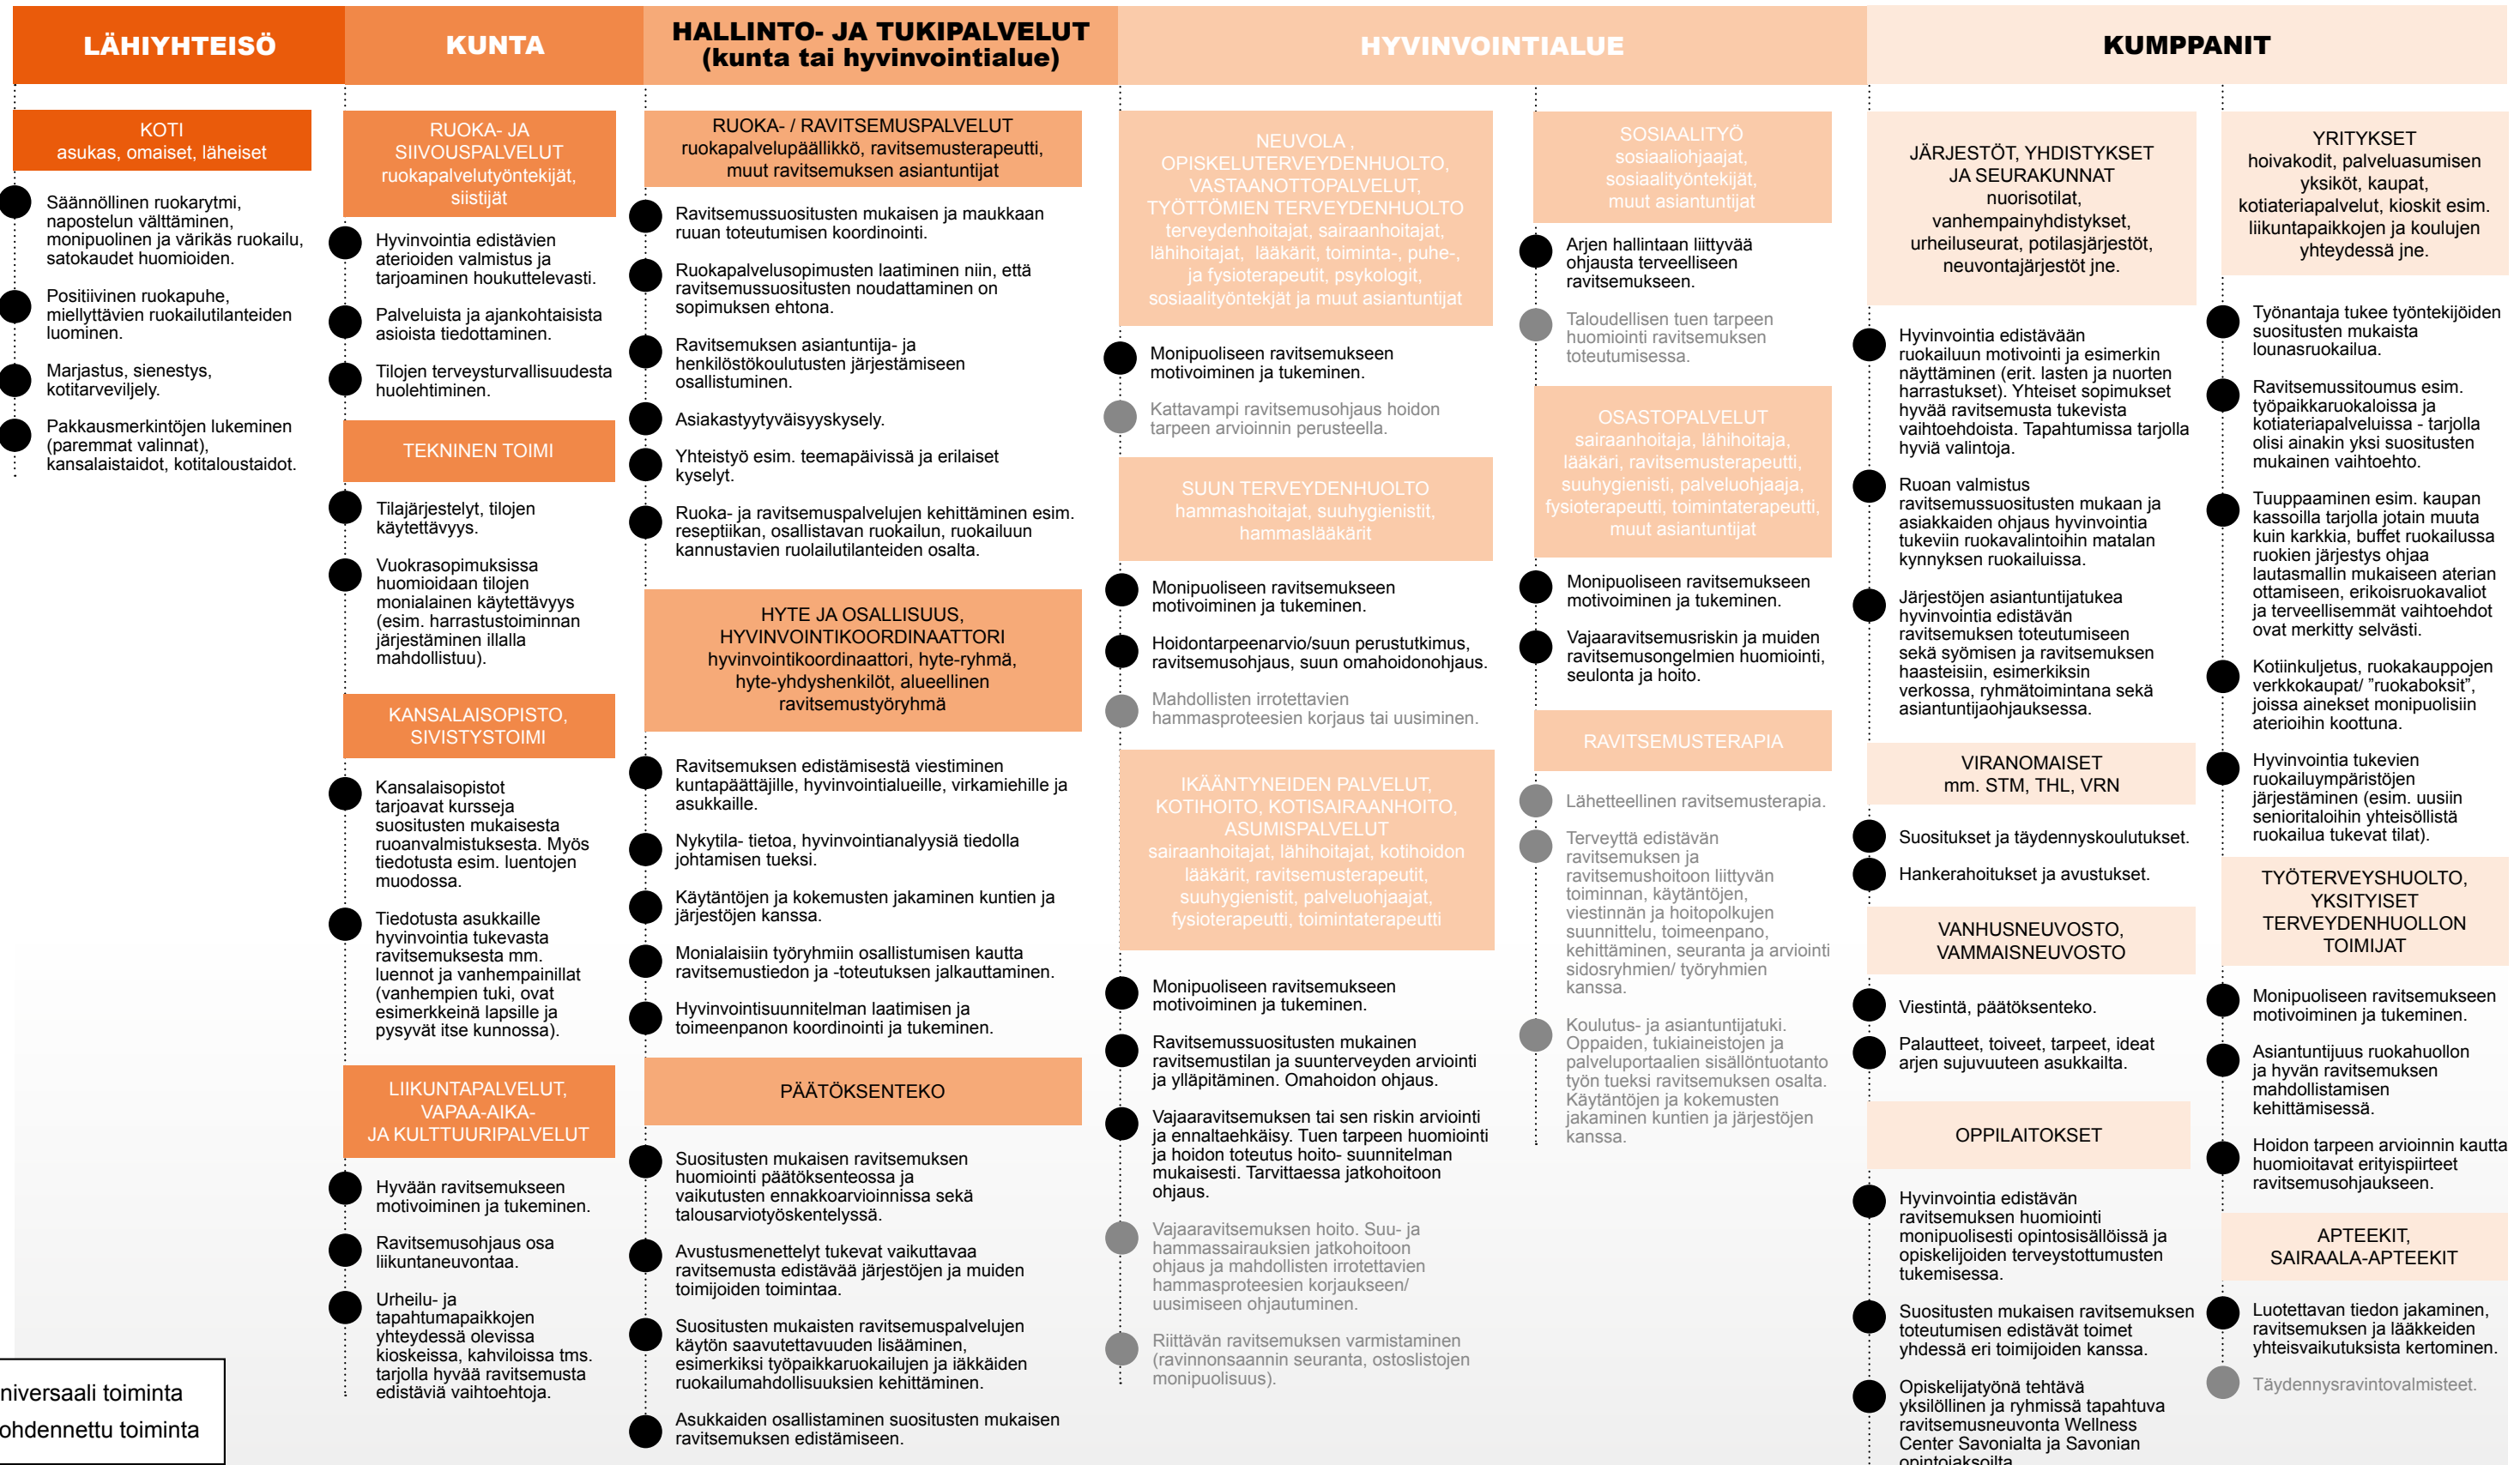 LÄHIYHTEISÖ
KUNTA
HALLINTO- JA TUKIPALVELUT
(kunta tai hyvinvointialue)
HYVINVOINTIALUE
KUMPPANIT
KOTI
asukas, omaiset, läheiset
Säännöllinen ruokarytmi,
napostelun välttäminen,
monipuolinen ja värikäs ruokailu,
satokaudet huomioiden.
Positiivinen ruokapuhe,
miellyttävien ruokailutilanteiden
luominen.
Marjastus, sienestys,
kotitarveviljely.
Pakkausmerkintöjen lukeminen
(paremmat valinnat),
kansalaistaidot, kotitaloustaidot.
RUOKA- JA
SIIVOUSPALVELUT
ruokapalvelutyöntekijät,
siistijät
Hyvinvointia edistävien
aterioiden valmistus ja
tarjoaminen houkuttelevasti.
Palveluista ja ajankohtaisista
asioista tiedottaminen.
Tilojen terveysturvallisuudesta
huolehtiminen.
TEKNINEN TOIMI
Tilajärjestelyt, tilojen
käytettävyys.
Vuokrasopimuksissa
huomioidaan tilojen
monialainen käytettävyys
(esim. harrastustoiminnan
järjestäminen illalla
mahdollistuu).
KANSALAISOPISTO,
SIVISTYSTOIMI
Kansalaisopistot
tarjoavat kursseja
suositusten mukaisesta
ruoanvalmistuksesta. Myös
tiedotusta esim. luentojen
muodossa.
Tiedotusta asukkaille
hyvinvointia tukevasta
ravitsemuksesta mm.
luennot ja vanhempainillat
(vanhempien tuki, ovat
esimerkkeinä lapsille ja
pysyvät itse kunnossa).
LIIKUNTAPALVELUT,
VAPAA-AIKA-
JA KULTTUURIPALVELUT
Hyvään ravitsemukseen
motivoiminen ja tukeminen.
Ravitsemusohjaus osa
liikuntaneuvontaa.
Urheilu- ja
tapahtumapaikkojen
yhteydessä olevissa
kioskeissa, kahviloissa tms.
tarjolla hyvää ravitsemusta
edistäviä vaihtoehtoja.
RUOKA- / RAVITSEMUSPALVELUT
ruokapalvelupäällikkö, ravitsemusterapeutti,
muut ravitsemuksen asiantuntijat
Ravitsemussuositusten mukaisen ja maukkaan
ruuan toteutumisen koordinointi.
Ruokapalvelusopimusten laatiminen niin, että
ravitsemussuositusten noudattaminen on
sopimuksen ehtona.
Ravitsemuksen asiantuntija- ja
henkilöstökoulutusten järjestämiseen
osallistuminen.
Asiakastyytyväisyyskysely.
Yhteistyö esim. teemapäivissä ja erilaiset
kyselyt.
Ruoka- ja ravitsemuspalvelujen kehittäminen esim.
reseptiikan, osallistavan ruokailun, ruokailuun
kannustavien ruolailutilanteiden osalta.
HYTE JA OSALLISUUS,
HYVINVOINTIKOORDINAATTORI
hyvinvointikoordinaattori, hyte-ryhmä,
hyte-yhdyshenkilöt, alueellinen
ravitsemustyöryhmä
Ravitsemuksen edistämisestä viestiminen
kuntapäättäjille, hyvinvointialueille, virkamiehille ja
asukkaille.
Nykytila- tietoa, hyvinvointianalyysiä tiedolla
johtamisen tueksi.
Käytäntöjen ja kokemusten jakaminen kuntien ja
järjestöjen kanssa.
Monialaisiin työryhmiin osallistumisen kautta
ravitsemustiedon ja -toteutuksen jalkauttaminen.
Hyvinvointisuunnitelman laatimisen ja
toimeenpanon koordinointi ja tukeminen.
PÄÄTÖKSENTEKO
Suositusten mukaisen ravitsemuksen
huomiointi päätöksenteossa ja
vaikutusten ennakkoarvioinnissa sekä
talousarviotyöskentelyssä.
Avustusmenettelyt tukevat vaikuttavaa
ravitsemusta edistävää järjestöjen ja muiden
toimijoiden toimintaa.
Suositusten mukaisten ravitsemuspalvelujen
käytön saavutettavuuden lisääminen,
esimerkiksi työpaikkaruokailujen ja iäkkäiden
ruokailumahdollisuuksien kehittäminen.
Asukkaiden osallistaminen suositusten mukaisen
ravitsemuksen edistämiseen.
NEUVOLA ,
OPISKELUTERVEYDENHUOLTO,
VASTAANOTTOPALVELUT,
TYÖTTÖMIEN TERVEYDENHUOLTO
terveydenhoitajat, sairaanhoitajat,
lähihoitajat, lääkärit, toiminta-, puhe-,
ja fysioterapeutit, psykologit,
sosiaalityöntekjät ja muut asiantuntijat
Monipuoliseen ravitsemukseen
motivoiminen ja tukeminen.
Kattavampi ravitsemusohjaus hoidon
tarpeen arvioinnin perusteella.
SUUN TERVEYDENHUOLTO
hammashoitajat, suuhygienistit,
hammaslääkärit
Monipuoliseen ravitsemukseen
motivoiminen ja tukeminen.
Hoidontarpeenarvio/suun perustutkimus,
ravitsemusohjaus, suun omahoidonohjaus.
Mahdollisten irrotettavien
hammasproteesien korjaus tai uusiminen.
IKÄÄNTYNEIDEN PALVELUT,
KOTIHOITO, KOTISAIRAANHOITO,
ASUMISPALVELUT
sairaanhoitajat, lähihoitajat, kotihoidon
lääkärit, ravitsemusterapeutit,
suuhygienistit, palveluohjaajat,
fysioterapeutti, toimintaterapeutti
Monipuoliseen ravitsemukseen
motivoiminen ja tukeminen.
Ravitsemussuositusten mukainen
ravitsemustilan ja suunterveyden arviointi
ja ylläpitäminen. Omahoidon ohjaus.
Vajaaravitsemuksen tai sen riskin arviointi
ja ennaltaehkäisy. Tuen tarpeen huomiointi
ja hoidon toteutus hoito- suunnitelman
mukaisesti. Tarvittaessa jatkohoitoon
ohjaus.
Vajaaravitsemuksen hoito. Suu- ja
hammassairauksien jatkohoitoon
ohjaus ja mahdollisten irrotettavien
hammasproteesien korjaukseen/
uusimiseen ohjautuminen.
Riittävän ravitsemuksen varmistaminen
(ravinnonsaannin seuranta, ostoslistojen
monipuolisuus).
SOSIAALITYÖ
sosiaaliohjaajat,
sosiaalityöntekijät,
muut asiantuntijat
Arjen hallintaan liittyvää
ohjausta terveelliseen
ravitsemukseen.
Taloudellisen tuen tarpeen
huomiointi ravitsemuksen
toteutumisessa.
OSASTOPALVELUT
sairaanhoitaja, lähihoitaja,
lääkäri, ravitsemusterapeutti,
suuhygienisti, palveluohjaaja,
fysioterapeutti, toimintaterapeutti,
muut asiantuntijat
Monipuoliseen ravitsemukseen
motivoiminen ja tukeminen.
Vajaaravitsemusriskin ja muiden
ravitsemusongelmien huomiointi,
seulonta ja hoito.
RAVITSEMUSTERAPIA
Lähetteellinen ravitsemusterapia.
Terveyttä edistävän
ravitsemuksen ja
ravitsemushoitoon liittyvän
toiminnan, käytäntöjen,
viestinnän ja hoitopolkujen
suunnittelu, toimeenpano,
kehittäminen, seuranta ja arviointi
sidosryhmien/ työryhmien
kanssa.
Koulutus- ja asiantuntijatuki.
Oppaiden, tukiaineistojen ja
palveluportaalien sisällöntuotanto
työn tueksi ravitsemuksen osalta.
Käytäntöjen ja kokemusten
jakaminen kuntien ja järjestöjen
kanssa.
JÄRJESTÖT, YHDISTYKSET
JA SEURAKUNNAT
nuorisotilat,
vanhempainyhdistykset,
urheiluseurat, potilasjärjestöt,
neuvontajärjestöt jne.
Hyvinvointia edistävään
ruokailuun motivointi ja esimerkin
näyttäminen (erit. lasten ja nuorten
harrastukset). Yhteiset sopimukset
hyvää ravitsemusta tukevista
vaihtoehdoista. Tapahtumissa tarjolla
hyviä valintoja.
Ruoan valmistus
ravitsemussuositusten mukaan ja
asiakkaiden ohjaus hyvinvointia
tukeviin ruokavalintoihin matalan
kynnyksen ruokailuissa.
Järjestöjen asiantuntijatukea
hyvinvointia edistävän
ravitsemuksen toteutumiseen
sekä syömisen ja ravitsemuksen
haasteisiin, esimerkiksin
verkossa, ryhmätoimintana sekä
asiantuntijaohjauksessa.
VIRANOMAISET
mm. STM, THL, VRN
Suositukset ja täydennyskoulutukset.
Hankerahoitukset ja avustukset.
VANHUSNEUVOSTO,
VAMMAISNEUVOSTO
Viestintä, päätöksenteko.
Palautteet, toiveet, tarpeet, ideat
arjen sujuvuuteen asukkailta.
OPPILAITOKSET
Hyvinvointia edistävän
ravitsemuksen huomiointi
monipuolisesti opintosisällöissä ja
opiskelijoiden terveystottumusten
tukemisessa.
Suositusten mukaisen ravitsemuksen
toteutumisen edistävät toimet
yhdessä eri toimijoiden kanssa.
Opiskelijatyönä tehtävä
yksilöllinen ja ryhmissä tapahtuva
ravitsemusneuvonta Wellness
Center Savonialta ja Savonian
opintojaksoilta
YRITYKSET
hoivakodit, palveluasumisen
yksiköt, kaupat,
kotiateriapalvelut, kioskit esim.
liikuntapaikkojen ja koulujen
yhteydessä jne.
Työnantaja tukee työntekijöiden
suositusten mukaista
lounasruokailua.
Ravitsemussitoumus esim.
työpaikkaruokaloissa ja
kotiateriapalveluissa - tarjolla
olisi ainakin yksi suositusten
mukainen vaihtoehto.
Tuuppaaminen esim. kaupan
kassoilla tarjolla jotain muuta
kuin karkkia, buffet ruokailussa
ruokien järjestys ohjaa
lautasmallin mukaiseen aterian
ottamiseen, erikoisruokavaliot
ja terveellisemmät vaihtoehdot
ovat merkitty selvästi.
Kotiinkuljetus, ruokakauppojen
verkkokaupat/ ”ruokaboksit”,
joissa ainekset monipuolisiin
aterioihin koottuna.
Hyvinvointia tukevien
ruokailuympäristöjen
järjestäminen (esim. uusiin
senioritaloihin yhteisöllistä
ruokailua tukevat tilat).
TYÖTERVEYSHUOLTO,
YKSITYISET
TERVEYDENHUOLLON
TOIMIJAT
Monipuoliseen ravitsemukseen
motivoiminen ja tukeminen.
Asiantuntijuus ruokahuollon
ja hyvän ravitsemuksen
mahdollistamisen
kehittämisessä.
Hoidon tarpeen arvioinnin kautta
huomioitavat erityispiirteet
ravitsemusohjaukseen.
APTEEKIT,
SAIRAALA-APTEEKIT
Luotettavan tiedon jakaminen,
ravitsemuksen ja lääkkeiden
yhteisvaikutuksista kertominen.
Täydennysravintovalmisteet.
niversaali toiminta
ohdennettu toiminta